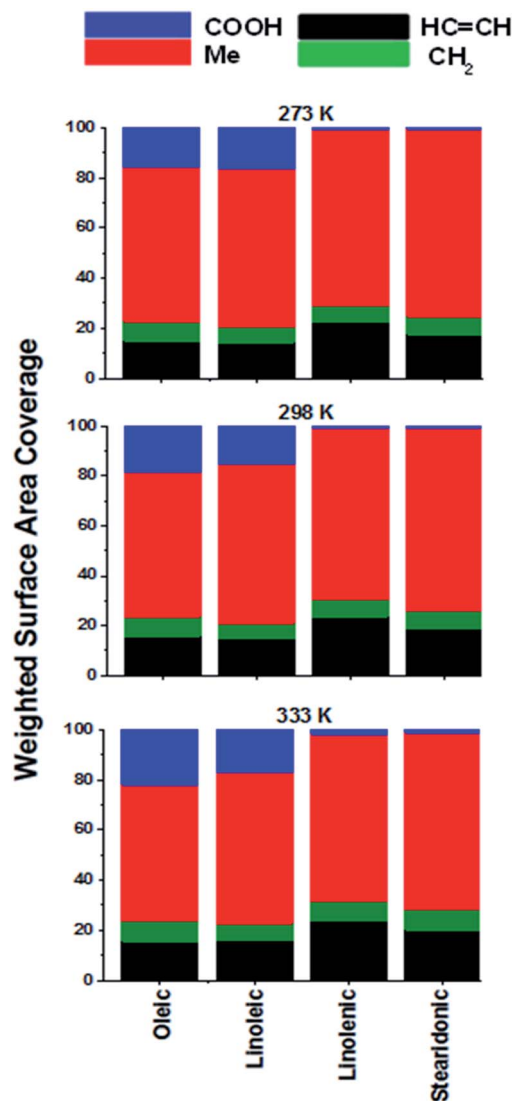 COOH HC=CH
Me CH₂
273 K
100
80
60
40
20
0
298 K
100
80
60
40
20
0
333 K
100
80
60
40
20
0
Weighted Surface Area Coverage
Oleic
Linoleic
Linolenic
Stearidonic